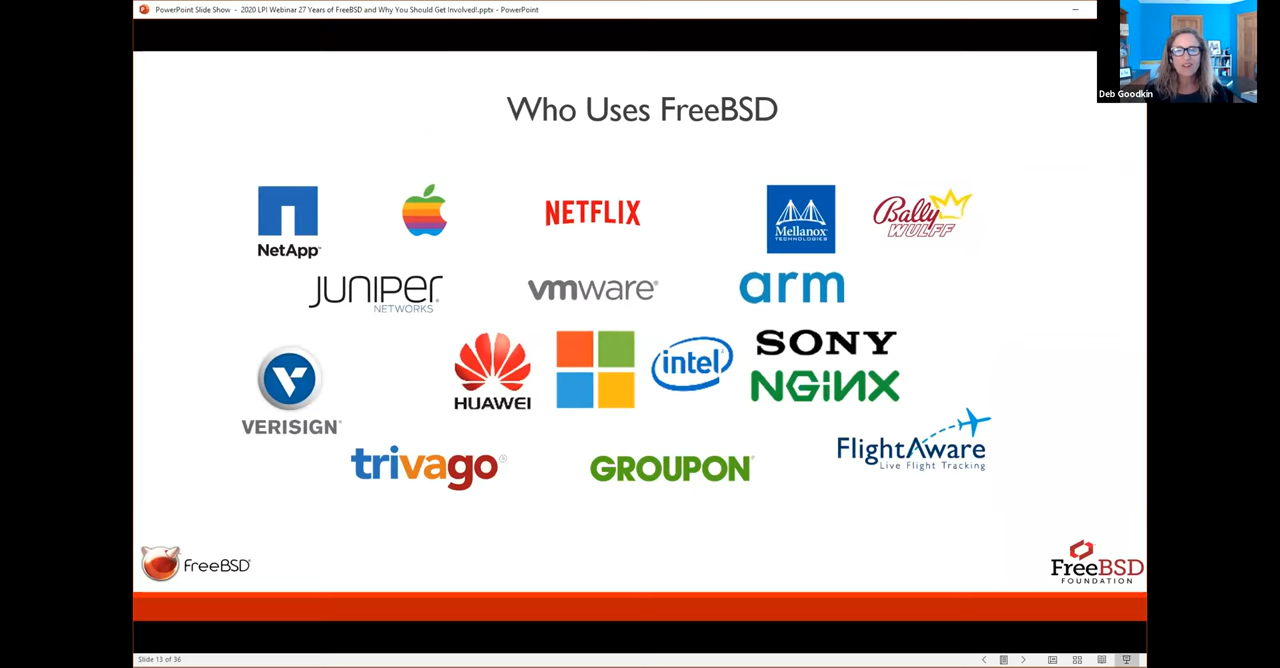 PowerPoint Slide Show - 2020 LPI Webinar 27 Years of FreeBSD and Why You Should Get Involved!.pptx - PowerPoint
Deb Goodkin
Who Uses FreeBSD
NetApp®
NETFLIX
Mellanox
TECHNOLOGIES
Bally
WULFF
JUNIPER®
NETWORKS
vmware®
arm
HUAWEI
intel
SONY
NGiNX
VERISIGN®
trivago
GROUPON®
FlightAware
Live Flight Tracking
FreeBSD®
FreeBSD
FOUNDATION
Slide 13 of 36